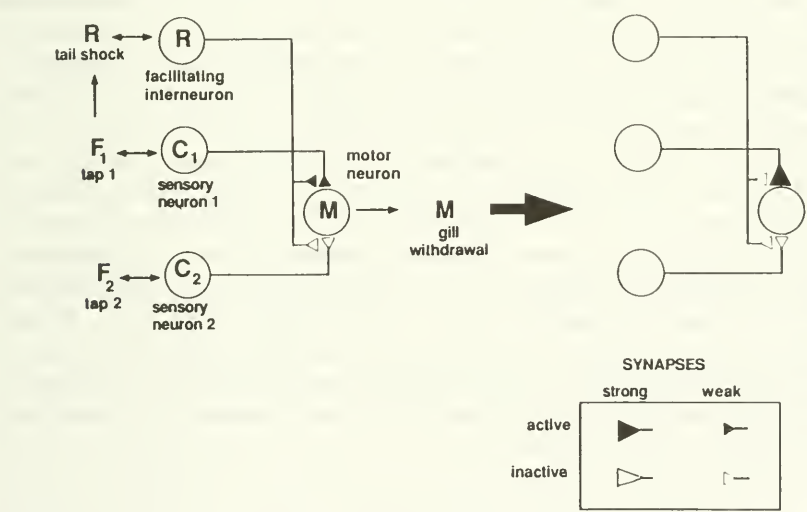 R
tail shock
R
facilitating
interneuron
F1
tap 1
C1
sensory
neuron 1
motor
neuron
M
M
gill
withdrawal
F2
tap 2
C2
sensory
neuron 2
SYNAPSES
strong weak
active
inactive